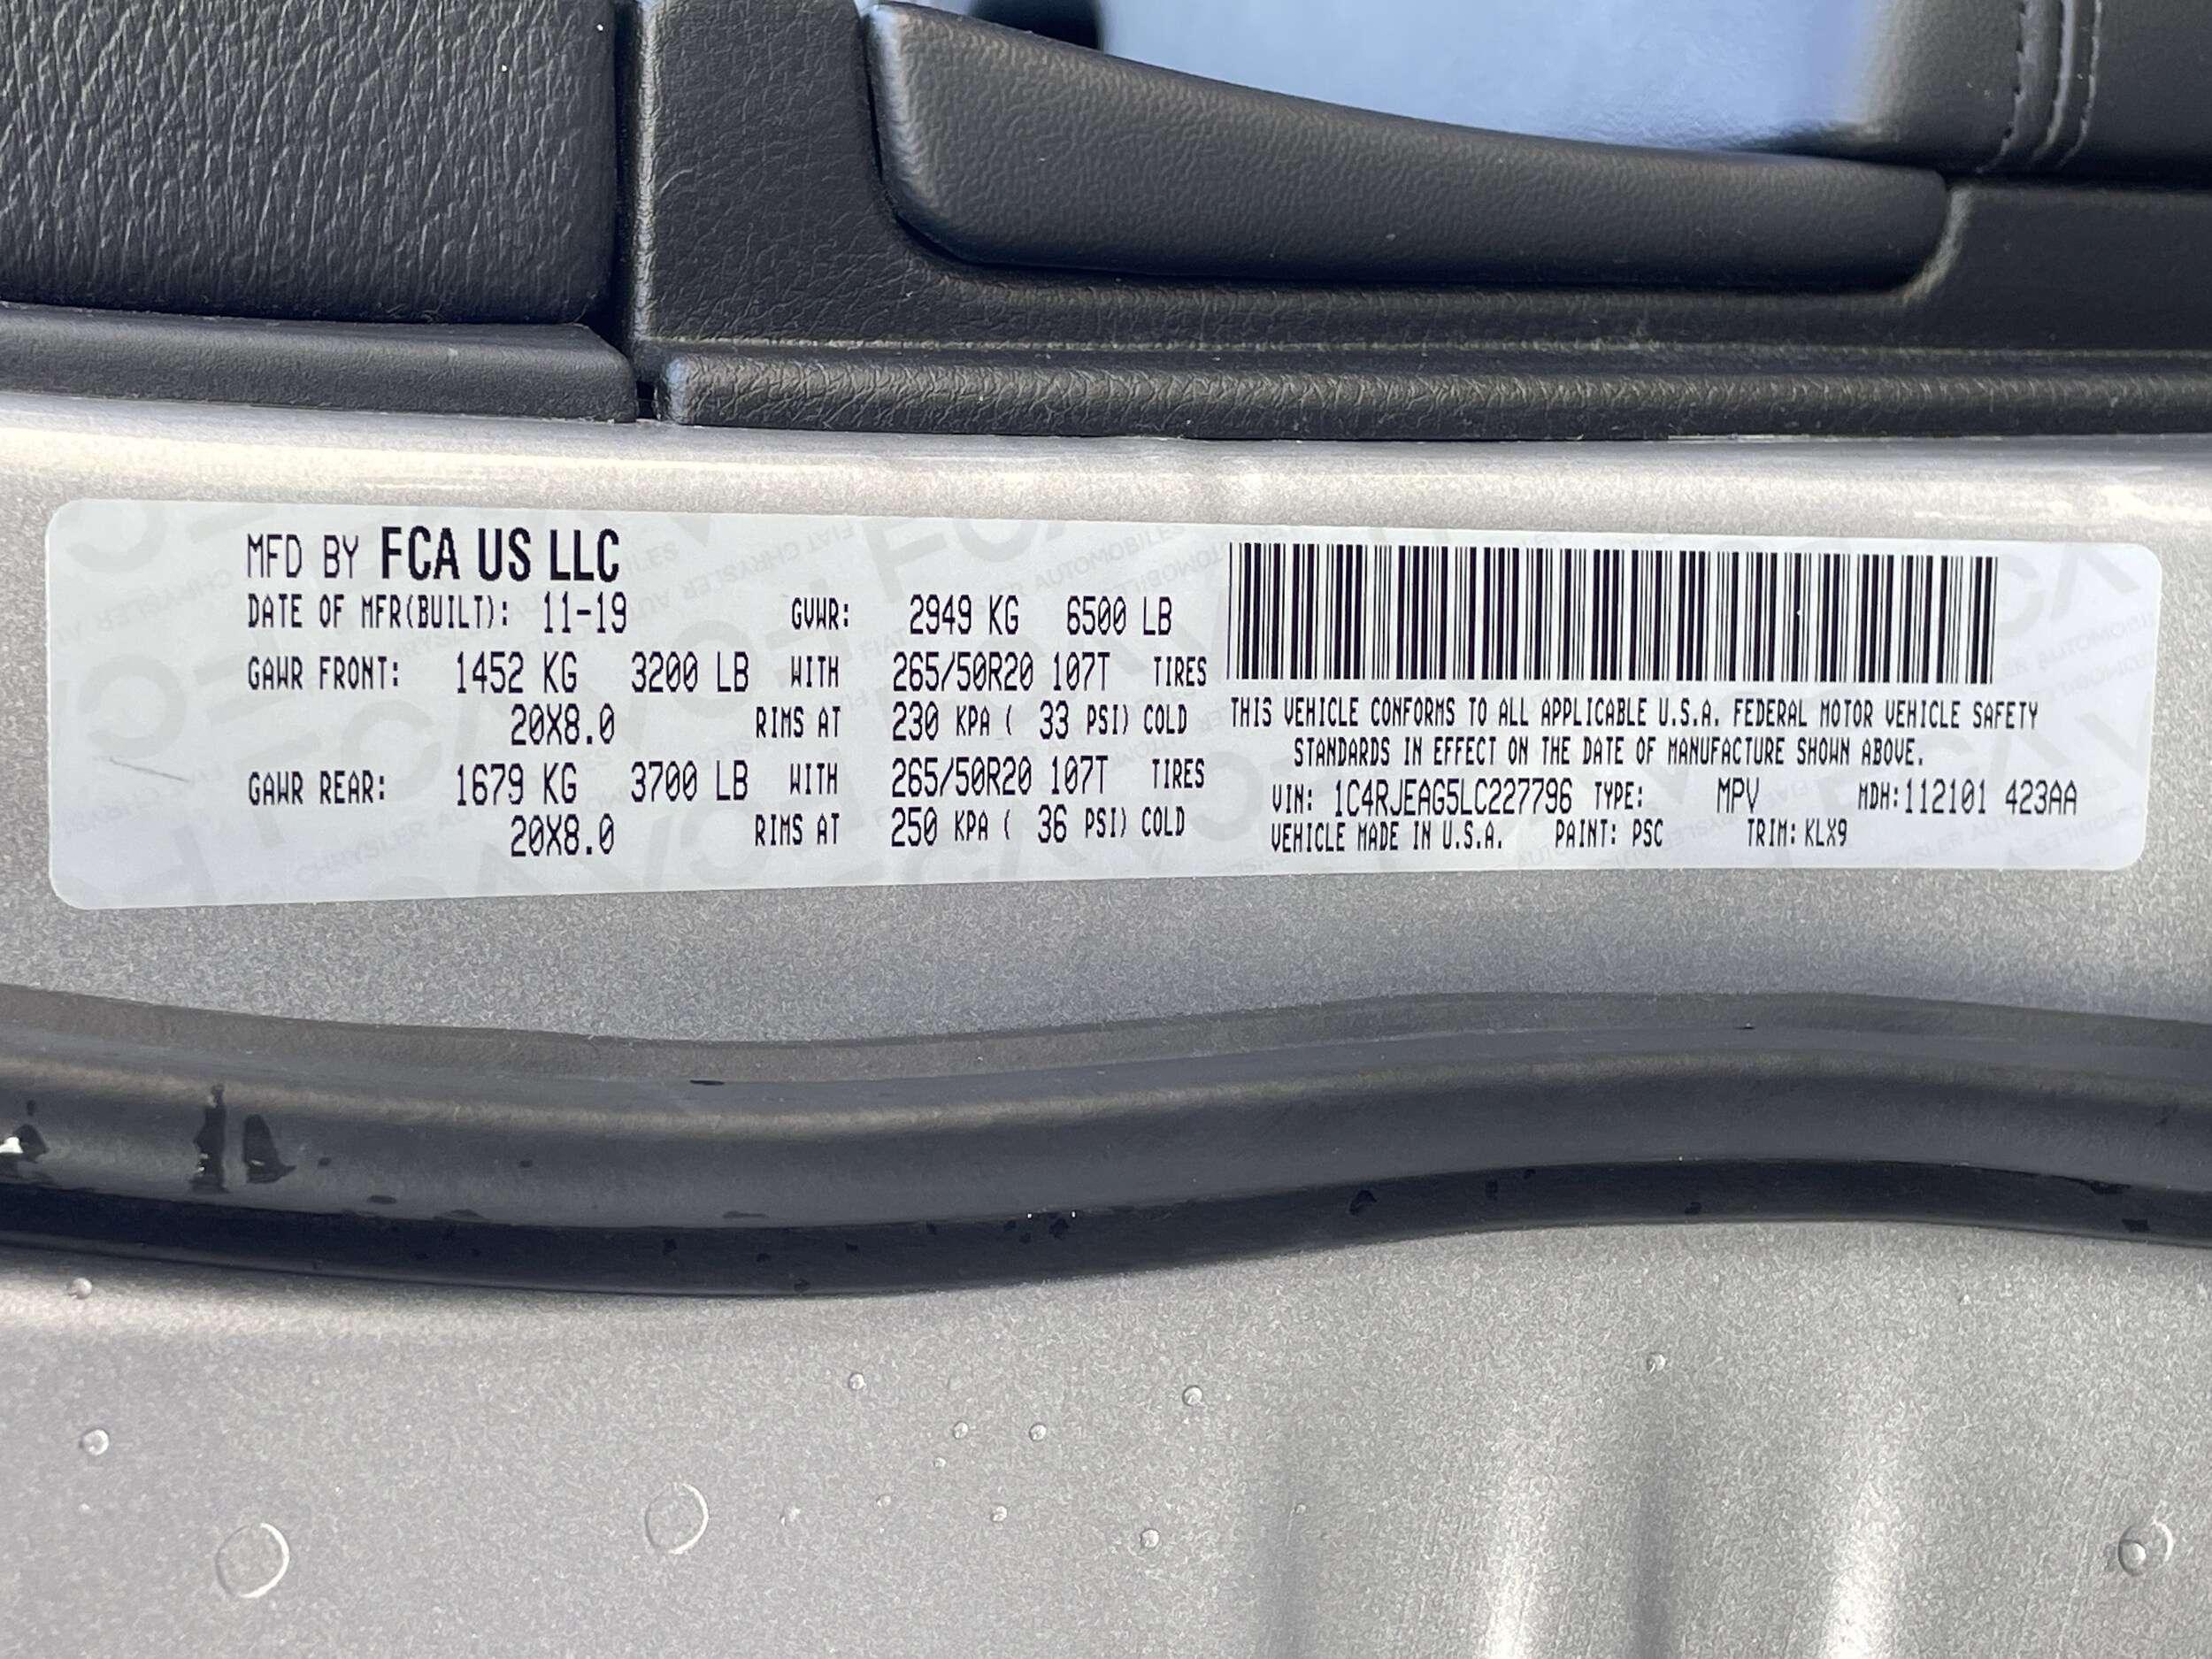 MFD BY FCA US LLC
DATE OF MFR(BUILT): 11-19 GVWR: 2949 KG 6500 LB
GAWR FRONT: 1452 KG 3200 LB WITH 265/50R20 107T TIRES
20X8.0 RIMS AT 230 KPA ( 33 PSI) COLD
GAWR REAR: 1679 KG 3700 LB WITH 265/50R20 107T TIRES
20X8.0 RIMS AT 250 KPA ( 36 PSI) COLD
THIS VEHICLE CONFORMS TO ALL APPLICABLE U.S.A. FEDERAL MOTOR VEHICLE SAFETY
STANDARDS IN EFFECT ON THE DATE OF MANUFACTURE SHOWN ABOVE.
VIN: 1C4RJEAG5LC227796 TYPE: MPV MDH:112101 423AA
VEHICLE MADE IN U.S.A. PAINT: PSC TRIM: KLX9